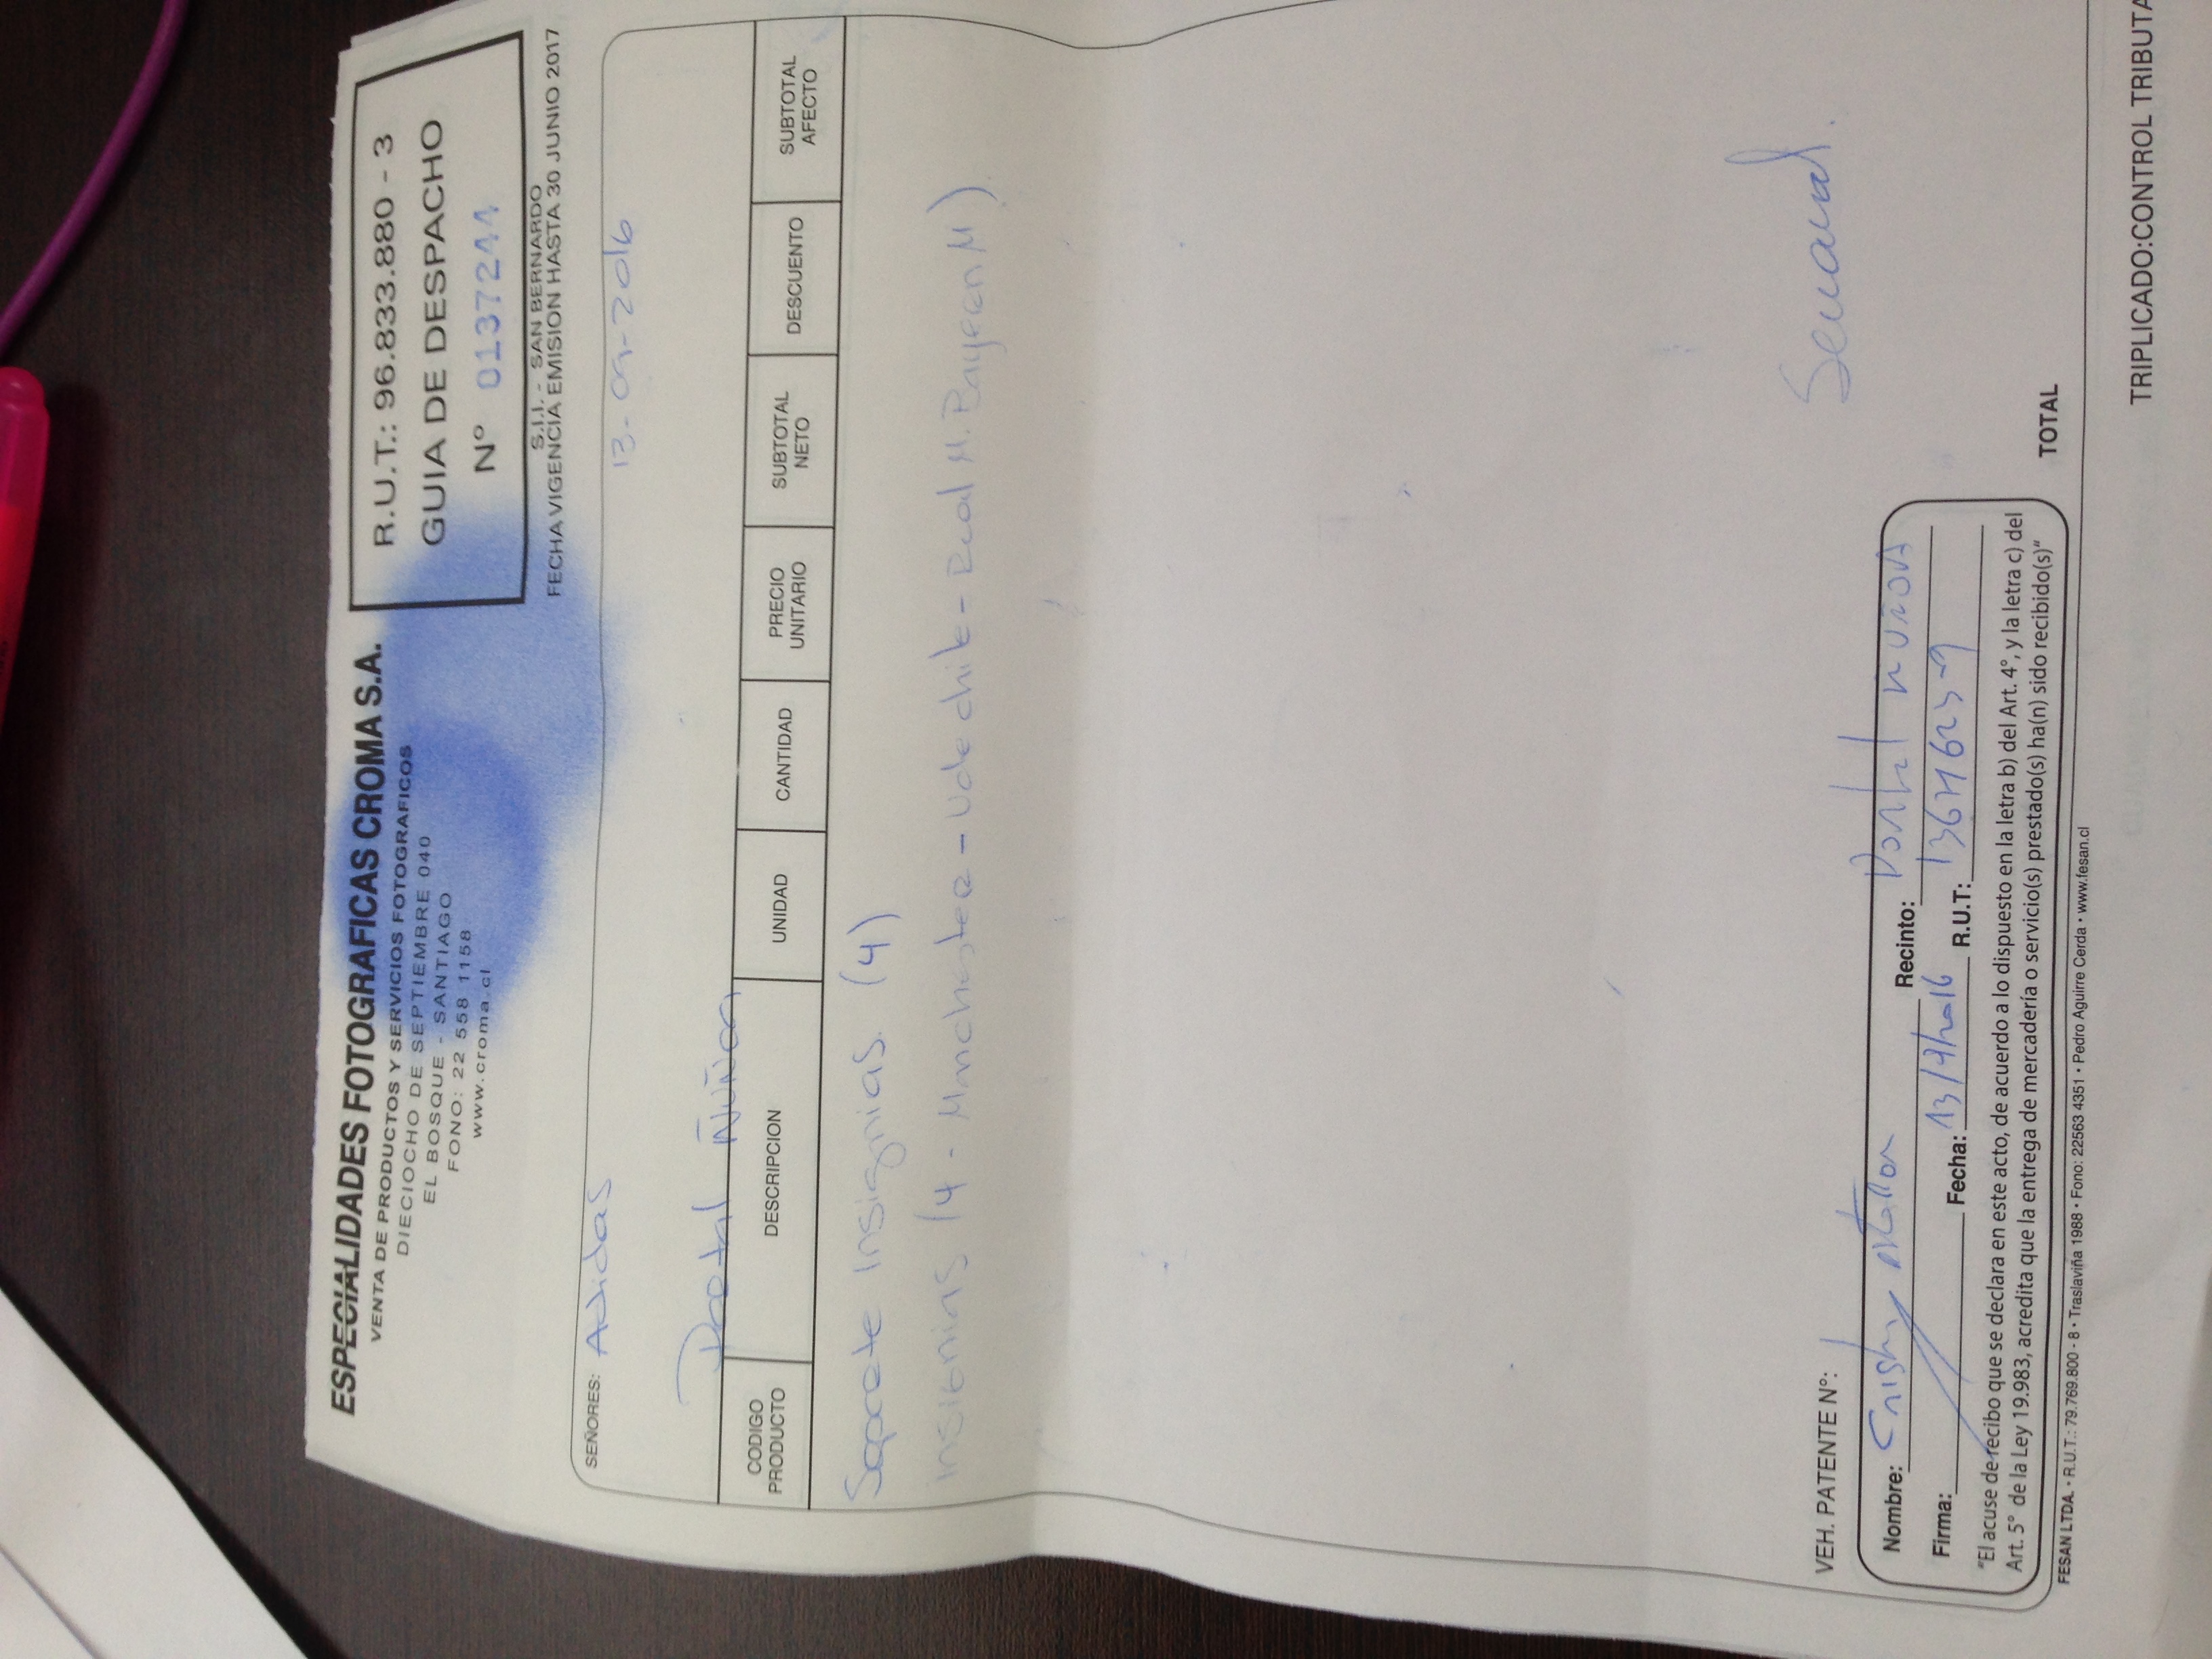 ESPECIALIDADES FOTOGRAFICAS CROMA S.A.
VENTA DE PRODUCTOS Y SERVICIOS FOTOGRAFICOS
DIECIOCHO DE SEPTIEMBRE 040
EL BOSQUE - SANTIAGO
FONO: 22 558 1158
www.croma.cl
R.U.T.: 96.833.880 - 3
GUIA DE DESPACHO
Nº 0137244
S.I.I. - SAN BERNARDO
FECHA VIGENCIA EMISION HASTA 30 JUNIO 2017
SEÑORES: Adidas
13-09-2016
Portal Ñuñoa
CODIGO PRODUCTO DESCRIPCION UNIDAD CANTIDAD PRECIO UNITARIO SUBTOTAL NETO DESCUENTO SUBTOTAL AFECTO
Soporte Insignias. (4)
insignias (4 - Manchester - U de chile - Real M. Bayern M)
Semanal.
VEH. PATENTE Nº:
Nombre: Recinto: Portal ñuñoa
Firma: Fecha: 13/9/2016 R.U.T: 13671623-9
"El acuse de recibo que se declara en este acto, de acuerdo a lo dispuesto en la letra b) del Art. 4°, y la letra c) del
Art. 5° de la Ley 19.983, acredita que la entrega de mercadería o servicio(s) prestado(s) ha(n) sido recibido(s)"
TOTAL
FESAN LTDA. • R.U.T.: 79.769.800 - 8 • Traslaviña 1988 • Fono: 22563 4351 • Pedro Aguirre Cerda • www.fesan.cl
TRIPLICADO:CONTROL TRIBUTA